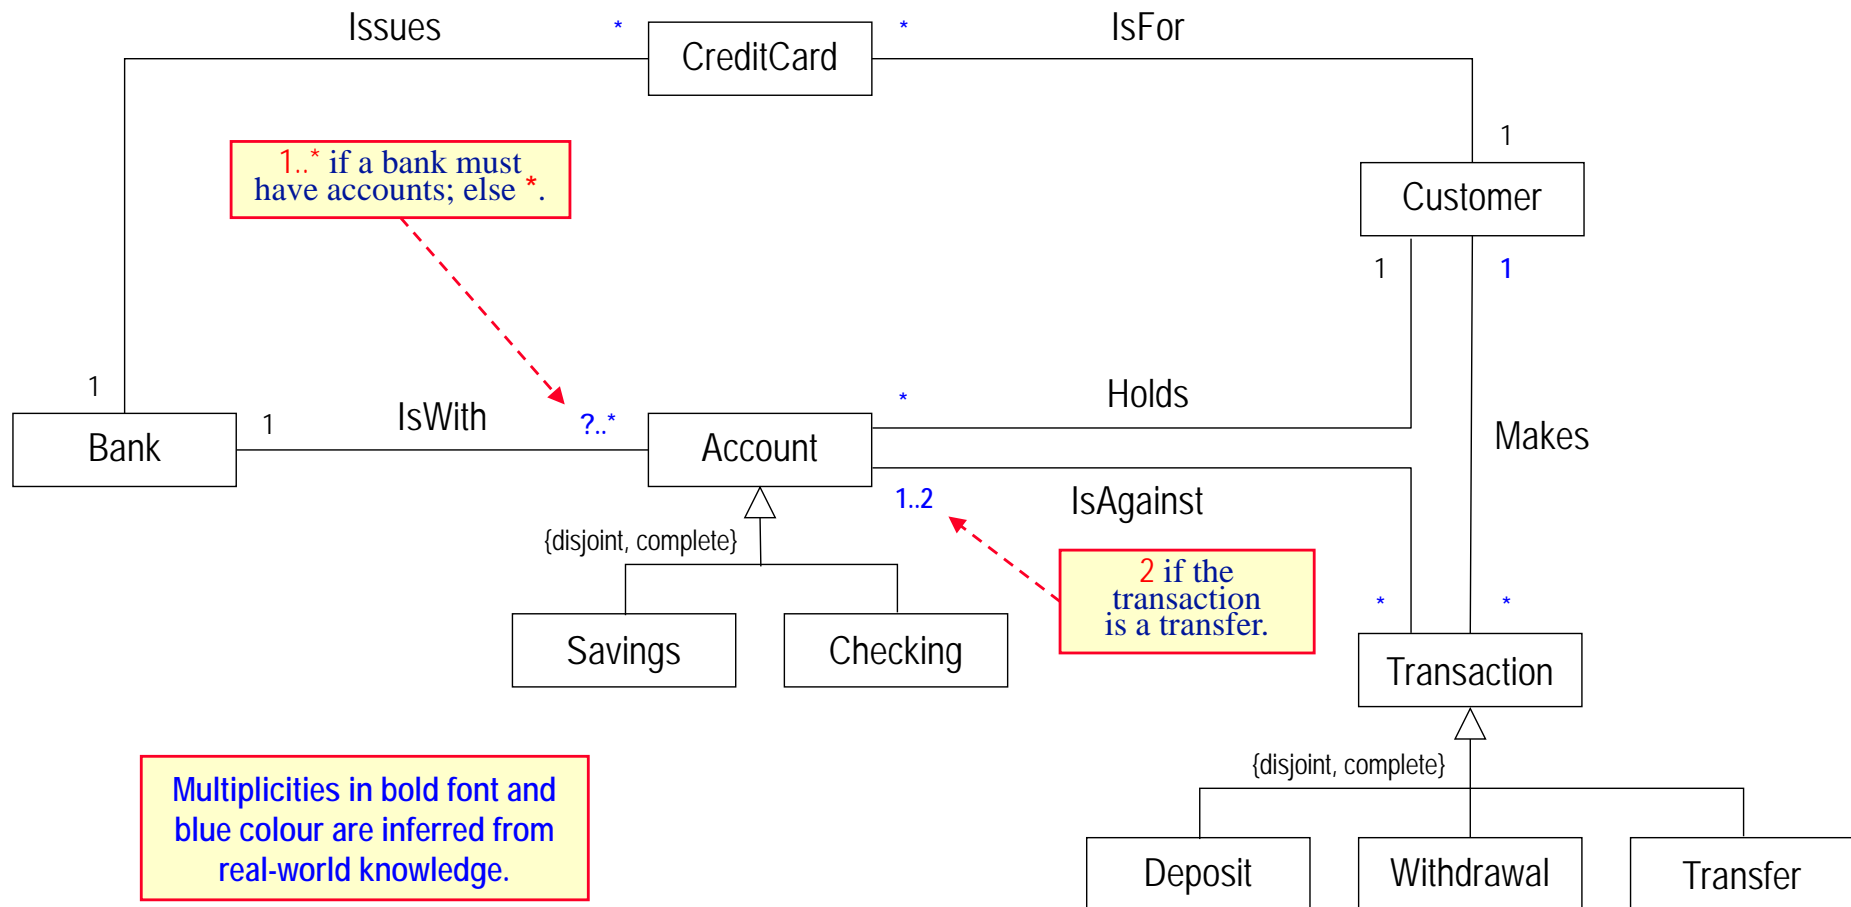 Issues
*
CreditCard
*
IsFor
1..* if a bank must
have accounts; else *.
1
Customer
1
1
1
Bank
1
IsWith
?..*
Account
*
Holds
Makes
1..2
IsAgainst
{disjoint, complete}
2 if the
transaction
is a transfer.
*
*
Savings
Checking
Transaction
{disjoint, complete}
Multiplicities in bold font and
blue colour are inferred from
real-world knowledge.
Deposit
Withdrawal
Transfer